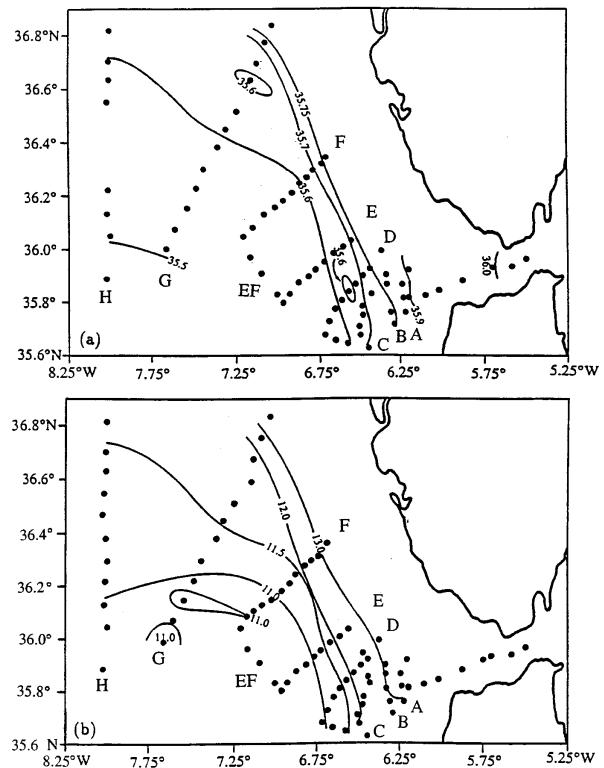 36.8°N
36.6°
36.4°
36.2°
36.0°
35.8°
35.6°N
35.6
35.75
35.7
35.6
35.6
35.5
36.0
35.9
F
E
D
H
G
EF
C
B
A
(a)
8.25°W
7.75°
7.25°
6.75°
6.25°
5.75°
5.25°W
36.8°N
36.6°
36.4°
36.2°
36.0°
35.8°
35.6 N
12.0
13.0
11.5
11.0
11.0
11.0
F
E
D
H
G
EF
A
B
C
(b)
8.25°W
7.75°
7.25°
6.75°
6.25°
5.75°
5.25°W